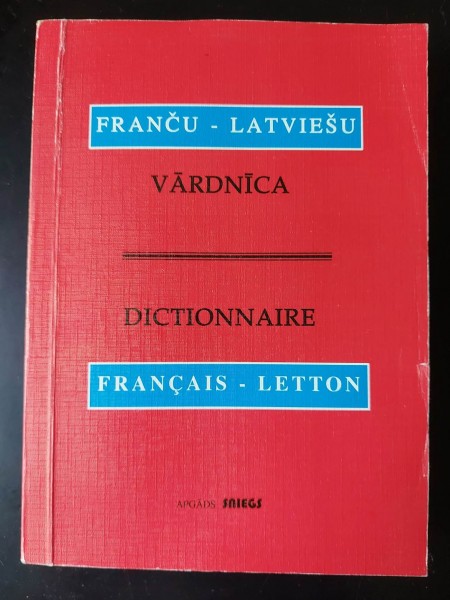 FRANČU - LATVIEŠU
VĀRDNĪCA
DICTIONNAIRE
FRANÇAIS - LETTON
APGĀDS SNIEGS